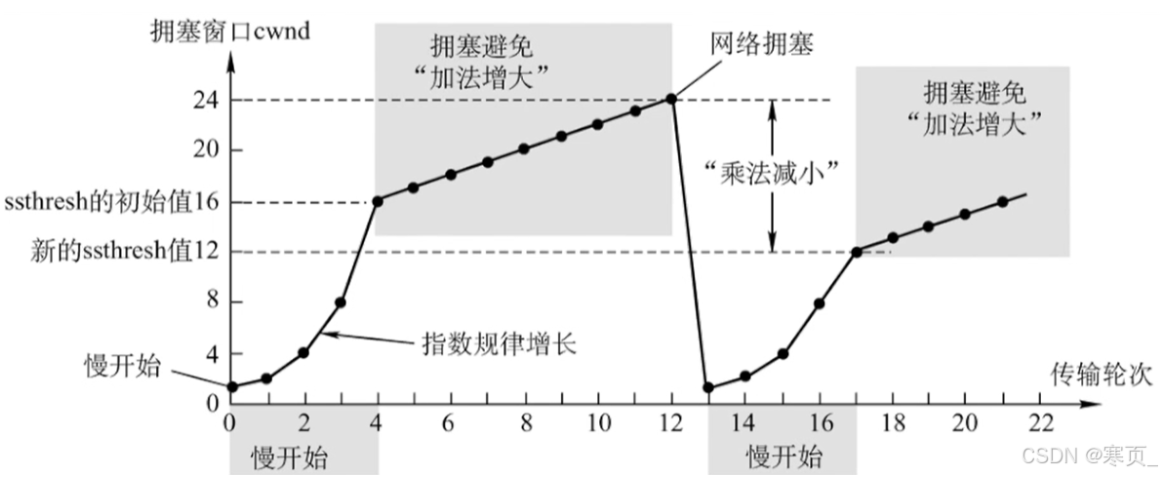 拥塞窗口cwnd
拥塞避免
“加法增大”
网络拥塞
拥塞避免
“加法增大”
24
20
ssthresh的初始值16
“乘法减小”
新的ssthresh值12
8
指数规律增长
4
慢开始
传输轮次
0
0 2 4 6 8 10 12 14 16 18 20 22
慢开始
慢开始
CSDN @寒页_